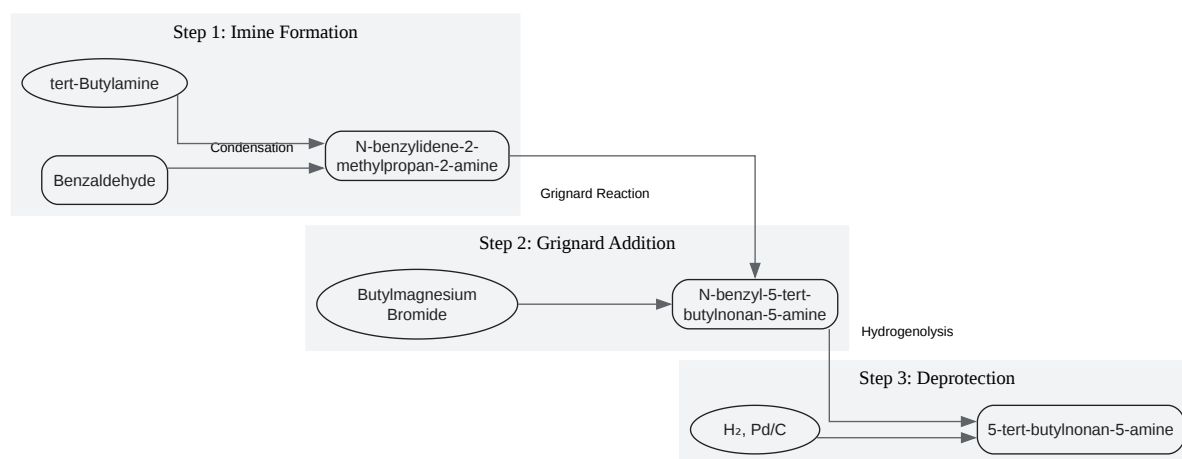 Step 1: Imine Formation
tert-Butylamine
Condensation
Benzaldehyde
N-benzylidene-2-
methylpropan-2-amine
Grignard Reaction
Step 2: Grignard Addition
Butylmagnesium
Bromide
N-benzyl-5-tert-
butylnonan-5-amine
Hydrogenolysis
Step 3: Deprotection
H₂, Pd/C
5-tert-butylnonan-5-amine